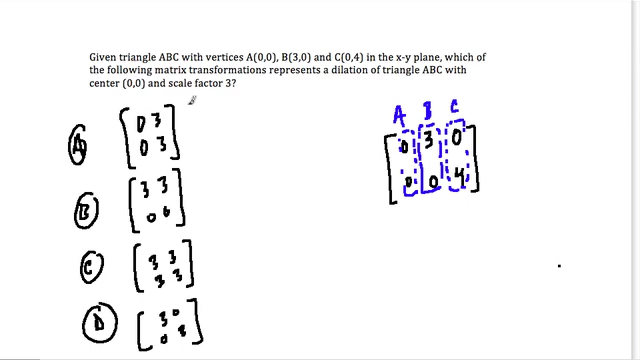 Given triangle ABC with vertices A(0,0), B(3,0) and C(0,4) in the x-y plane, which of
the following matrix transformations represents a dilation of triangle ABC with
center (0,0) and scale factor 3?
A B C
0 3 0
0 0 4
A
0 3
0 3
B
3 3
0 0
C
3 3
3 3
D
3 0
0 3